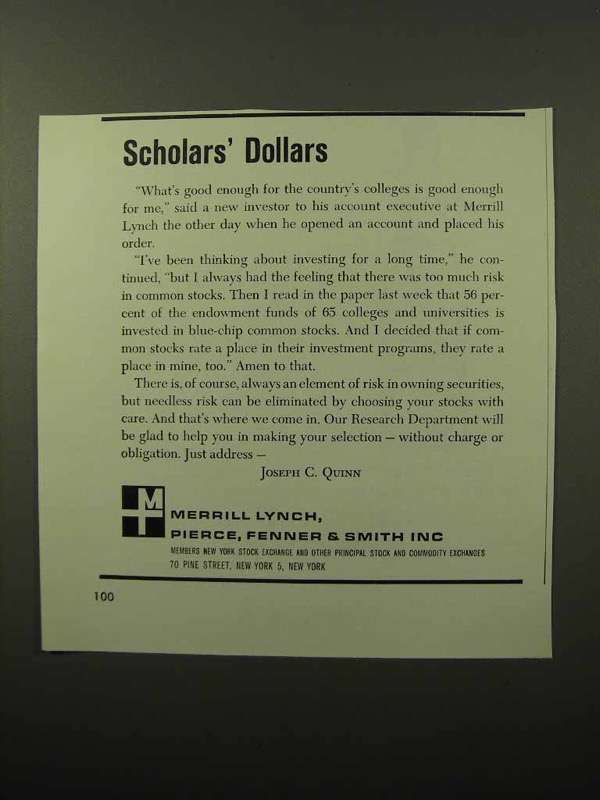 Scholars' Dollars
"What's good enough for the country's colleges is good enough
for me," said a new investor to his account executive at Merrill
Lynch the other day when he opened an account and placed his
order.
"I've been thinking about investing for a long time," he con-
tinued, "but I always had the feeling that there was too much risk
in common stocks. Then I read in the paper last week that 56 per-
cent of the endowment funds of 65 colleges and universities is
invested in blue-chip common stocks. And I decided that if com-
mon stocks rate a place in their investment programs, they rate a
place in mine, too." Amen to that.
There is, of course, always an element of risk in owning securities,
but needless risk can be eliminated by choosing your stocks with
care. And that's where we come in. Our Research Department will
be glad to help you in making your selection — without charge or
obligation. Just address —
Joseph C. Quinn
M
MERRILL LYNCH,
PIERCE, FENNER & SMITH INC
MEMBERS NEW YORK STOCK EXCHANGE AND OTHER PRINCIPAL STOCK AND COMMODITY EXCHANGES
70 PINE STREET, NEW YORK 5, NEW YORK
100